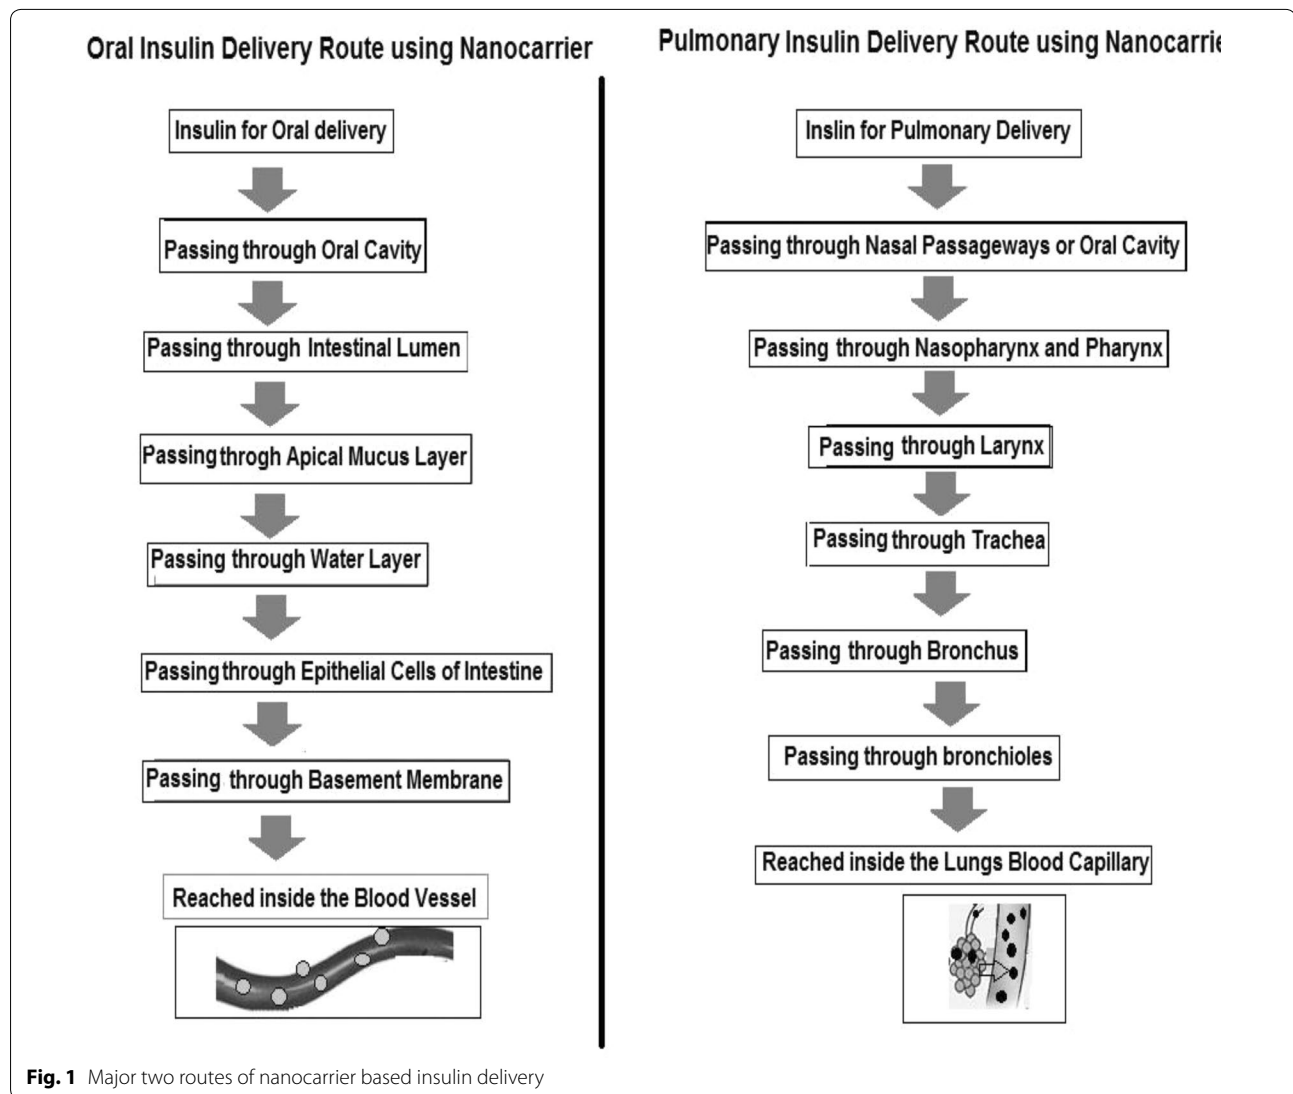 Oral Insulin Delivery Route using Nanocarrier
Insulin for Oral delivery
Passing through Oral Cavity
Passing through Intestinal Lumen
Passing throgh Apical Mucus Layer
Passing through Water Layer
Passing through Epithelial Cells of Intestine
Passing through Basement Membrane
Reached inside the Blood Vessel
Pulmonary Insulin Delivery Route using Nanocarrie
Inslin for Pulmonary Delivery
Passing through Nasal Passageways or Oral Cavity
Passing through Nasopharynx and Pharynx
Passing through Larynx
Passing through Trachea
Passing through Bronchus
Passing through bronchioles
Reached inside the Lungs Blood Capillary
Fig. 1 Major two routes of nanocarrier based insulin delivery